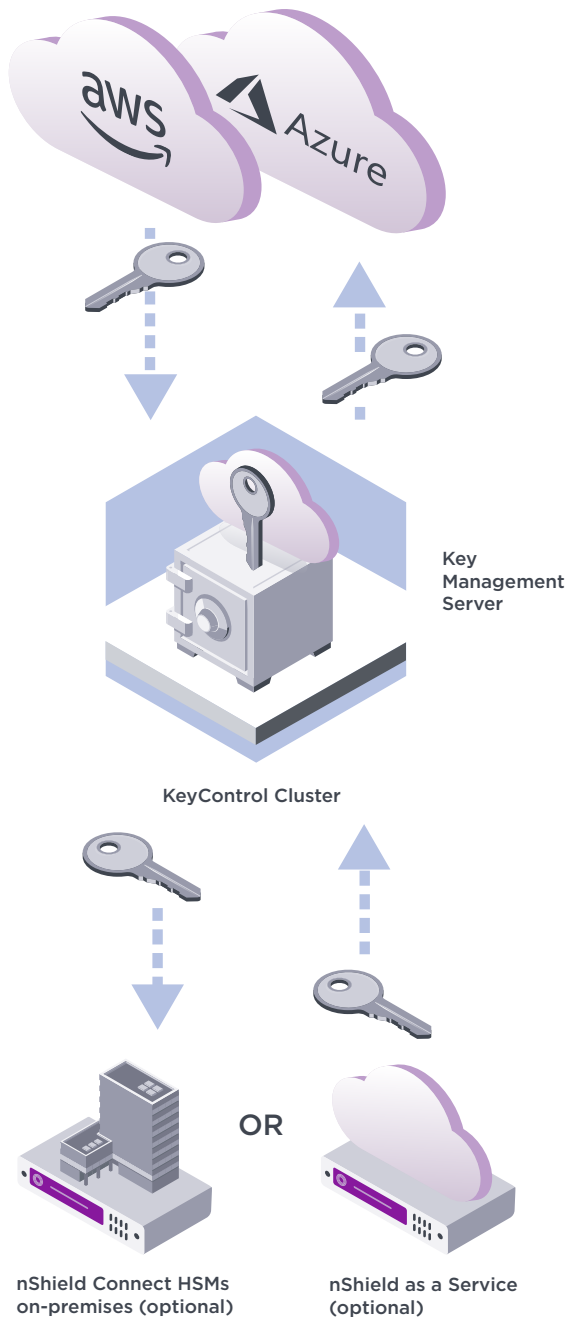 aws
Azure
Key
Management
Server
KeyControl Cluster
OR
nShield Connect HSMs
on-premises (optional)
nShield as a Service
(optional)